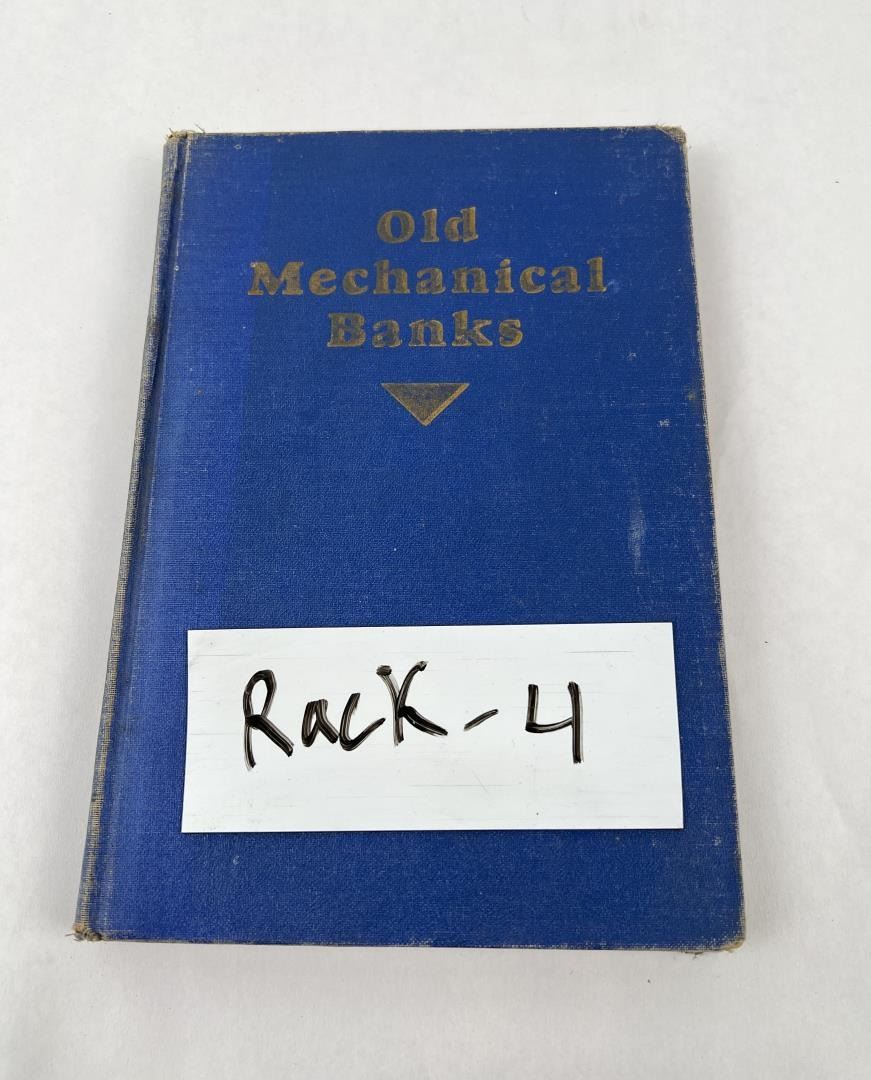 Old
Mechanical
Banks
Rack - 4